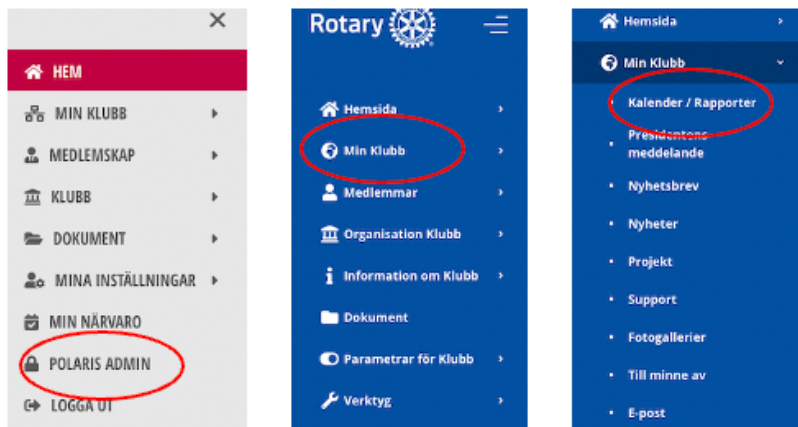 HEM
MIN KLUBB
MEDLEMSKAP
KLUBB
DOKUMENT
MINA INSTÄLLNINGAR
MIN NÄRVARO
POLARIS ADMIN
LOGGA UT
Rotary
Hemsida
Min Klubb
Medlemmar
Organisation Klubb
Information om Klubb
Dokument
Parametrar för Klubb
Verktyg
Hemsida
Min Klubb
Kalender / Rapporter
Presidentens
meddelande
Nyhetsbrev
Nyheter
Projekt
Support
Fotogallerier
Till minne av
E-post